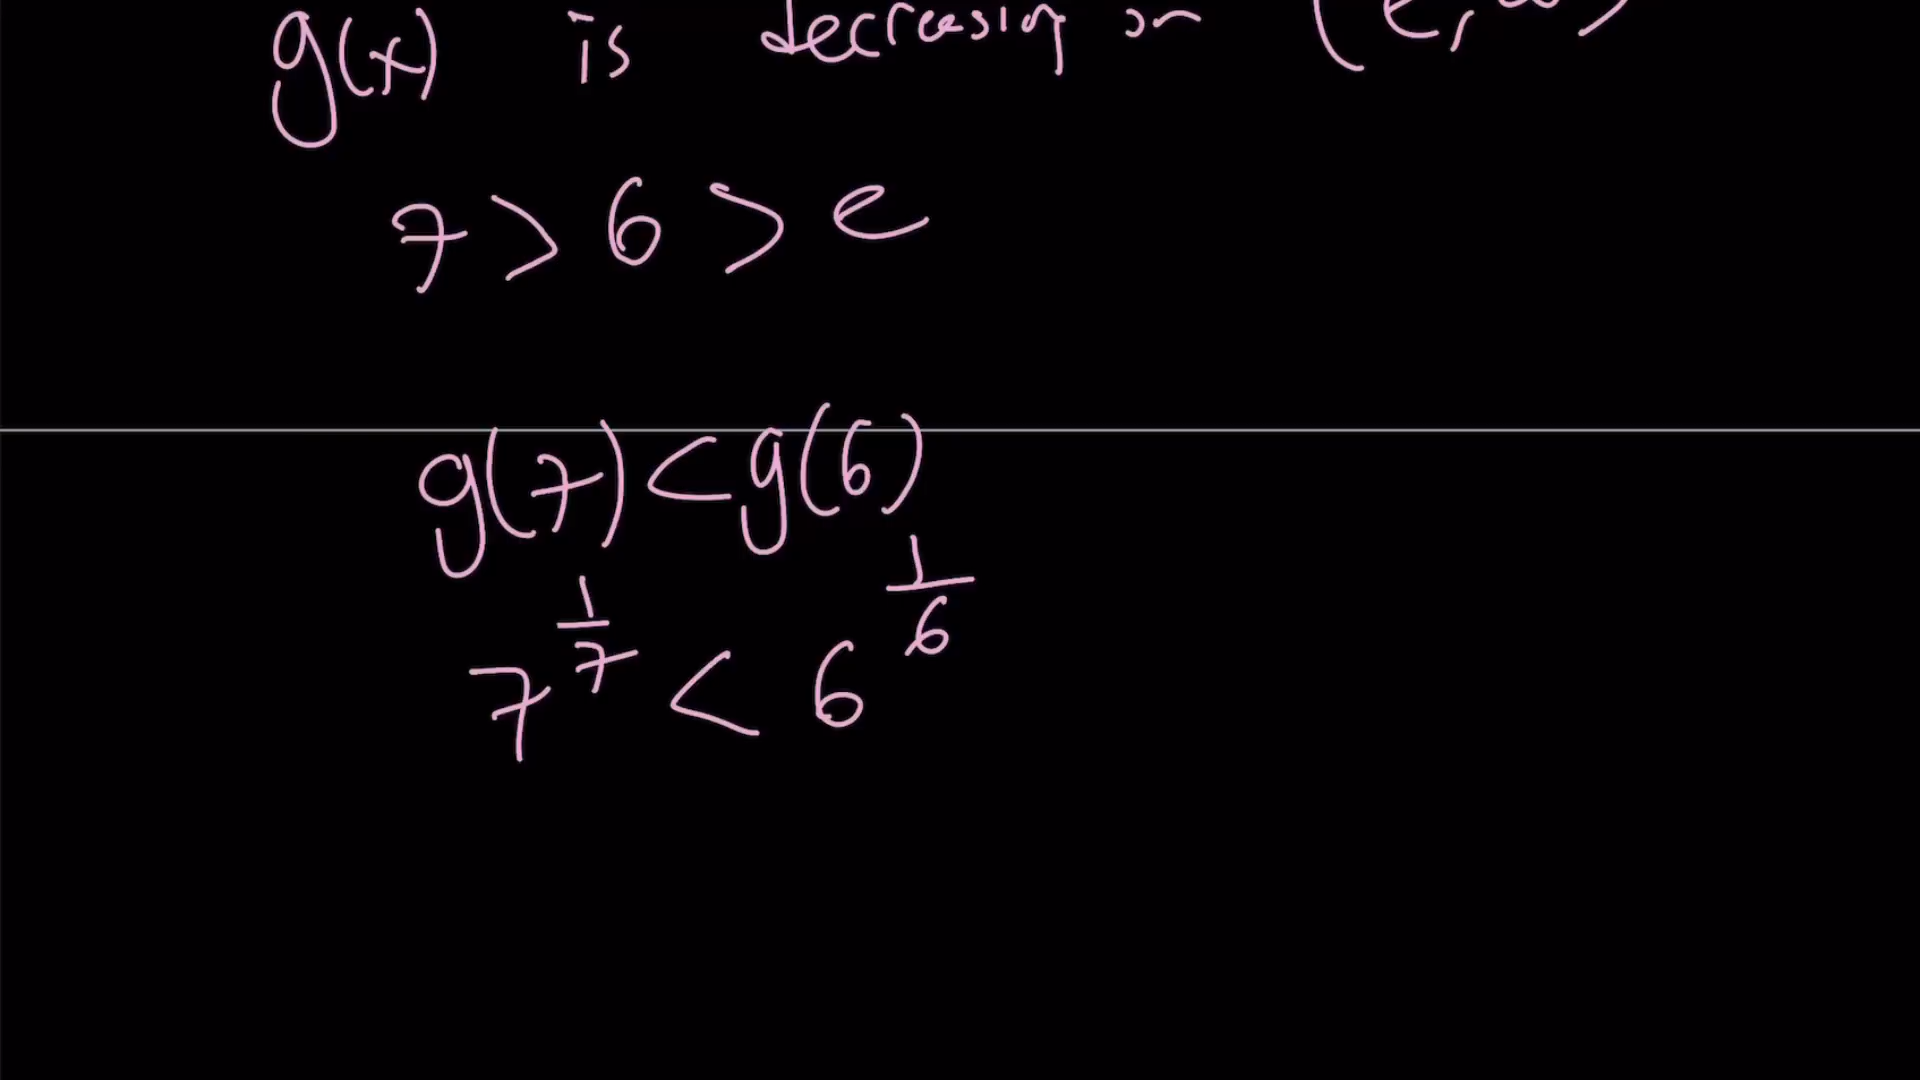 g(x) is decreasing on (e, ∞)
7 > 6 > e
g(7) < g(6)
7^(1/7) < 6^(1/6)